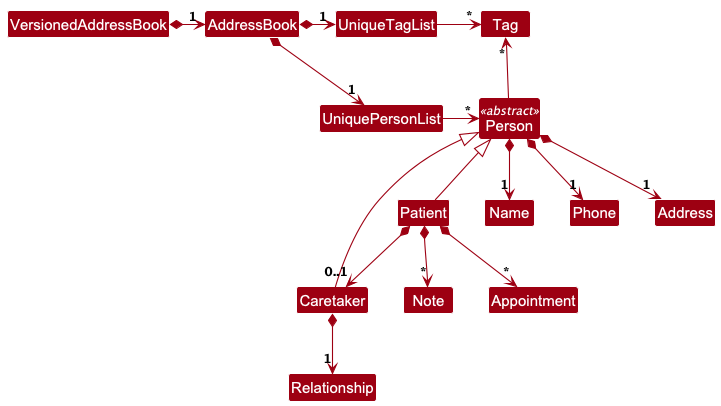 VersionedAddressBook 1 AddressBook 1 UniqueTagList * Tag
*
1
UniquePersonList * «abstract»
Person
1 1 1
Patient Name Phone Address
0..1 * *
Caretaker Note Appointment
1
Relationship